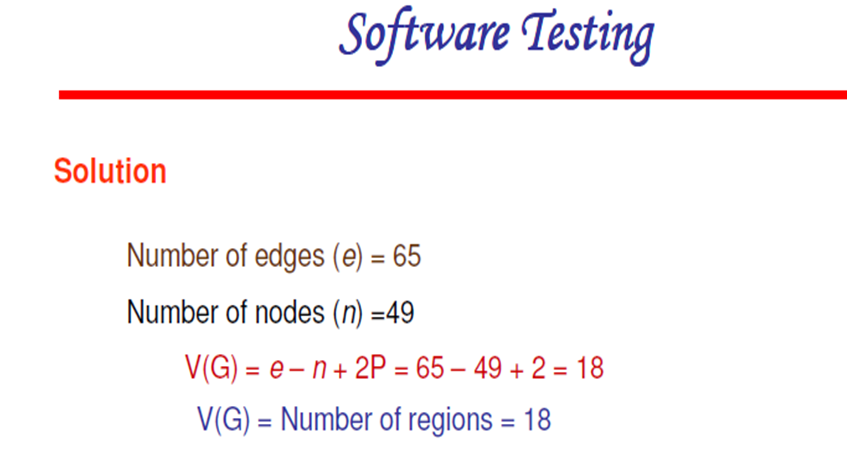 Software Testing
Solution
Number of edges (e) = 65
Number of nodes (n) =49
V(G) = e – n + 2P = 65 – 49 + 2 = 18
V(G) = Number of regions = 18